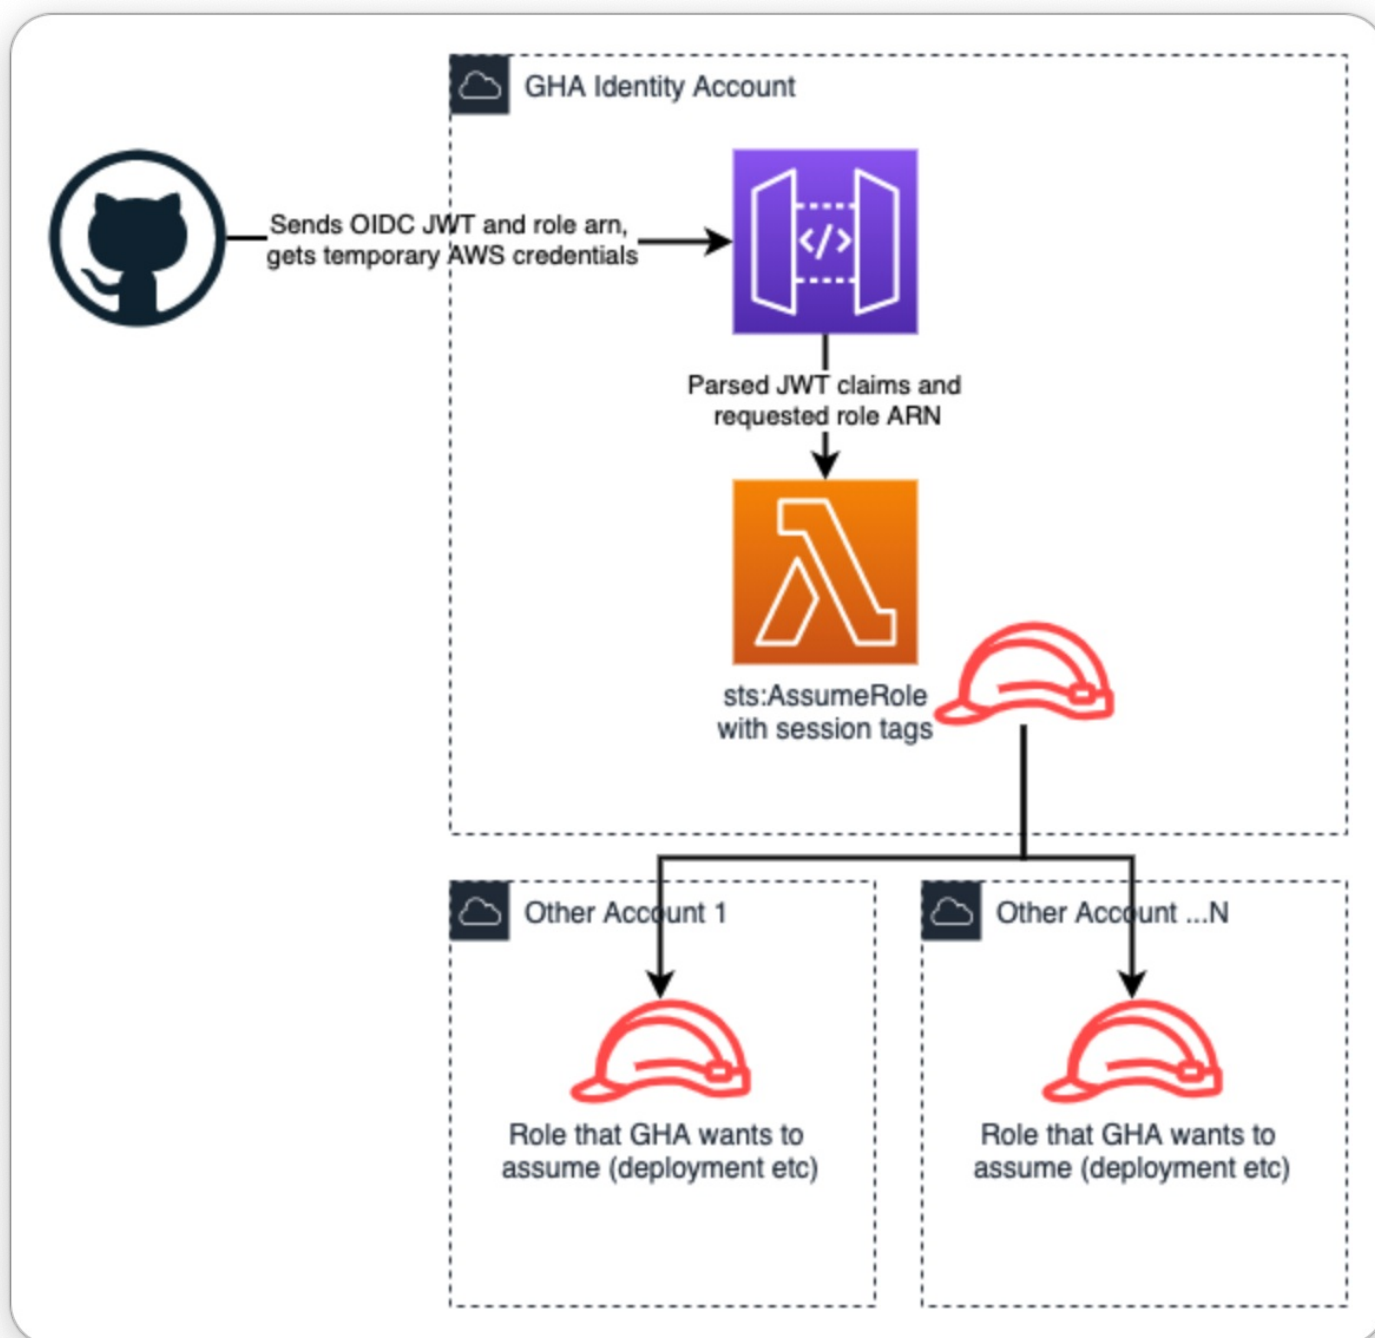 GHA Identity Account
Sends OIDC JWT and role arn,
gets temporary AWS credentials
</>
Parsed JWT claims and
requested role ARN
sts:AssumeRole
with session tags
Other Account 1
Other Account ...N
Role that GHA wants to
assume (deployment etc)
Role that GHA wants to
assume (deployment etc)